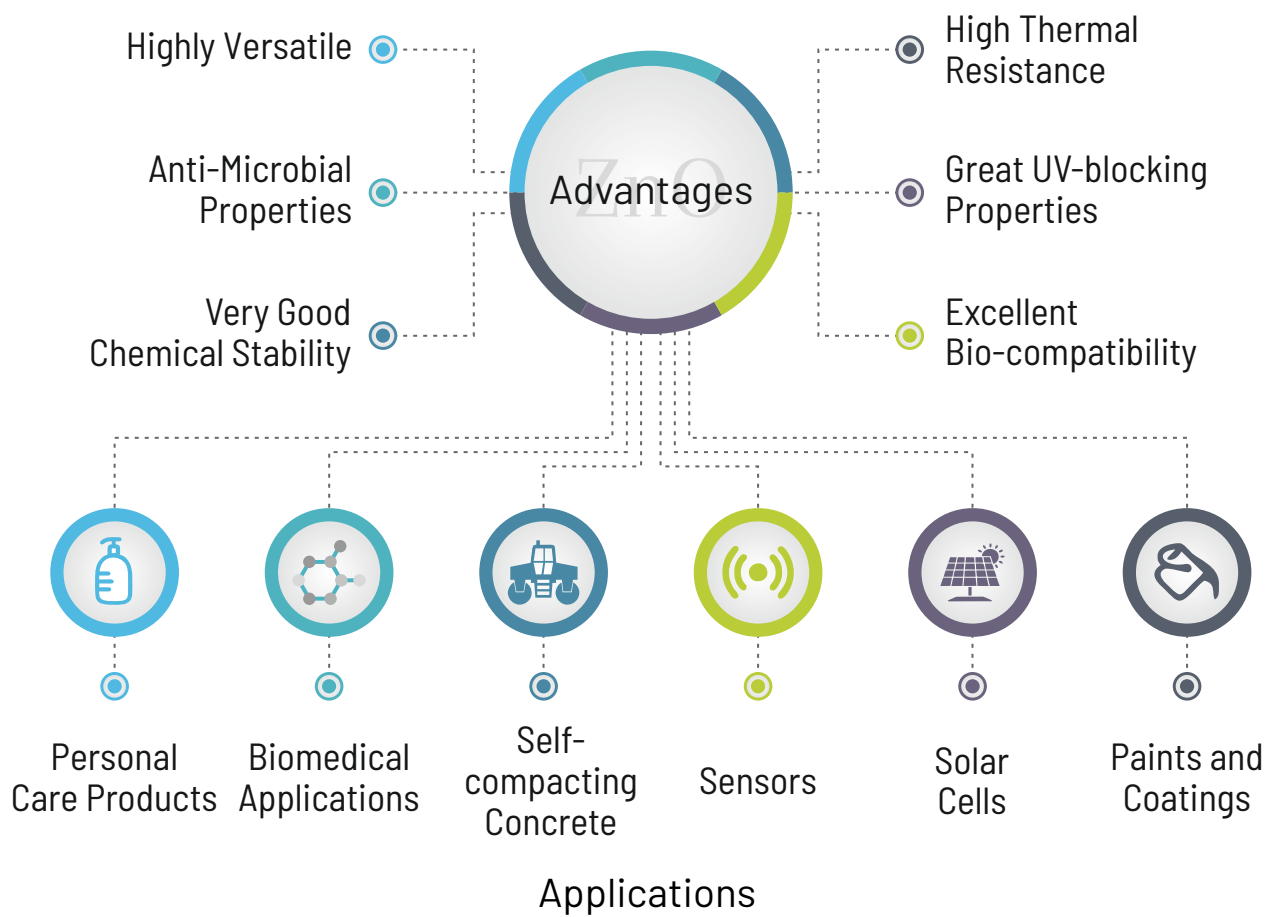 Highly Versatile
Anti-Microbial
Properties
Very Good
Chemical Stability
ZnO
Advantages
High Thermal
Resistance
Great UV-blocking
Properties
Excellent
Bio-compatibility
Personal
Care Products
Biomedical
Applications
Self-
compacting
Concrete
Sensors
Solar
Cells
Paints and
Coatings
Applications